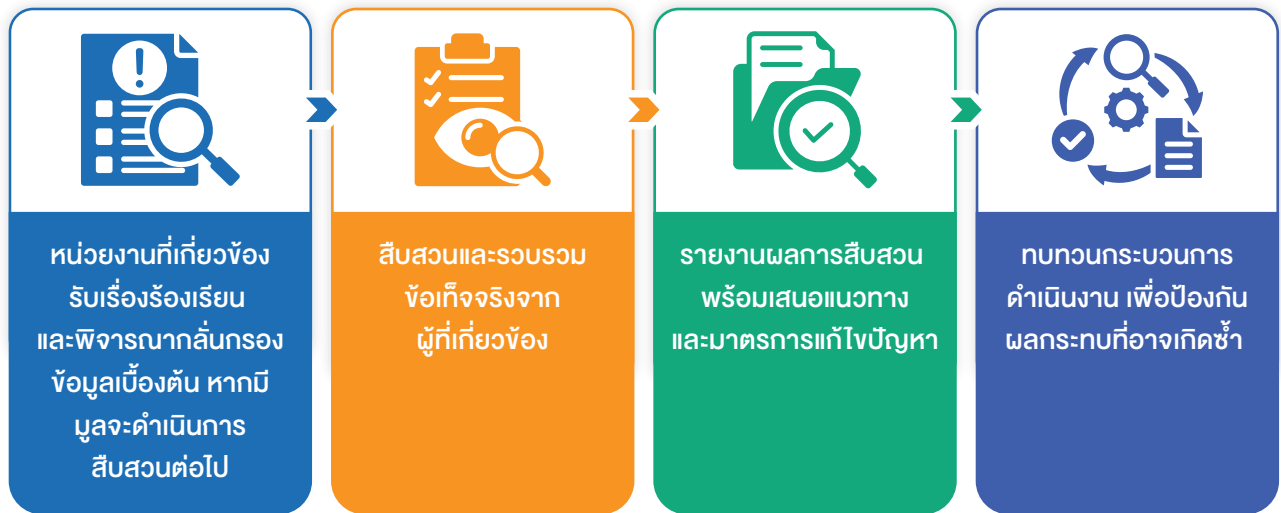 หน่วยงานที่เกี่ยวข้อง
รับเรื่องร้องเรียน
และพิจารณากลั่นกรอง
ข้อมูลเบื้องต้น หากมี
มูลจะดำเนินการ
สืบสวนต่อไป
สืบสวนและรวบรวม
ข้อเท็จจริงจาก
ผู้ที่เกี่ยวข้อง
รายงานผลการสืบสวน
พร้อมเสนอแนวทาง
และมาตรการแก้ไขปัญหา
ทบทวนกระบวนการ
ดำเนินงาน เพื่อป้องกัน
ผลกระทบที่อาจเกิดซ้ำ